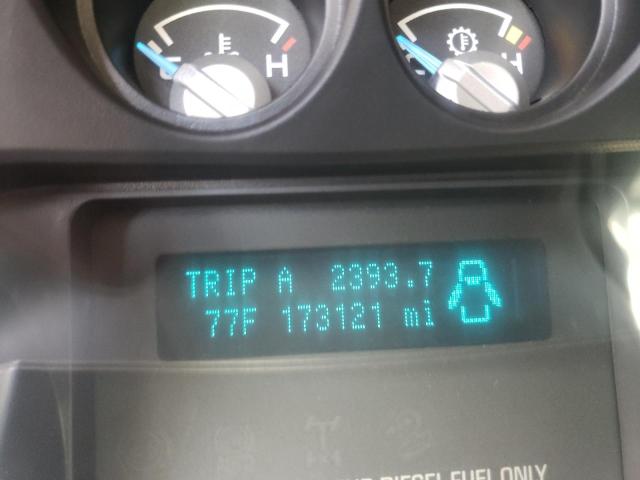 C H
C H
TRIP A 2393.7
77F 173121 mi
DIESEL FUEL ONLY